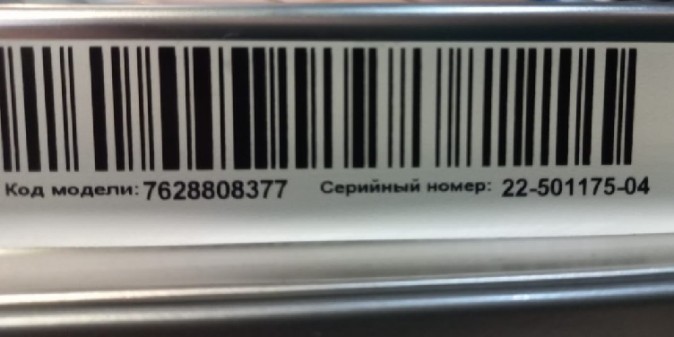 Код модели: 7628808377 Серийный номер: 22-501175-04